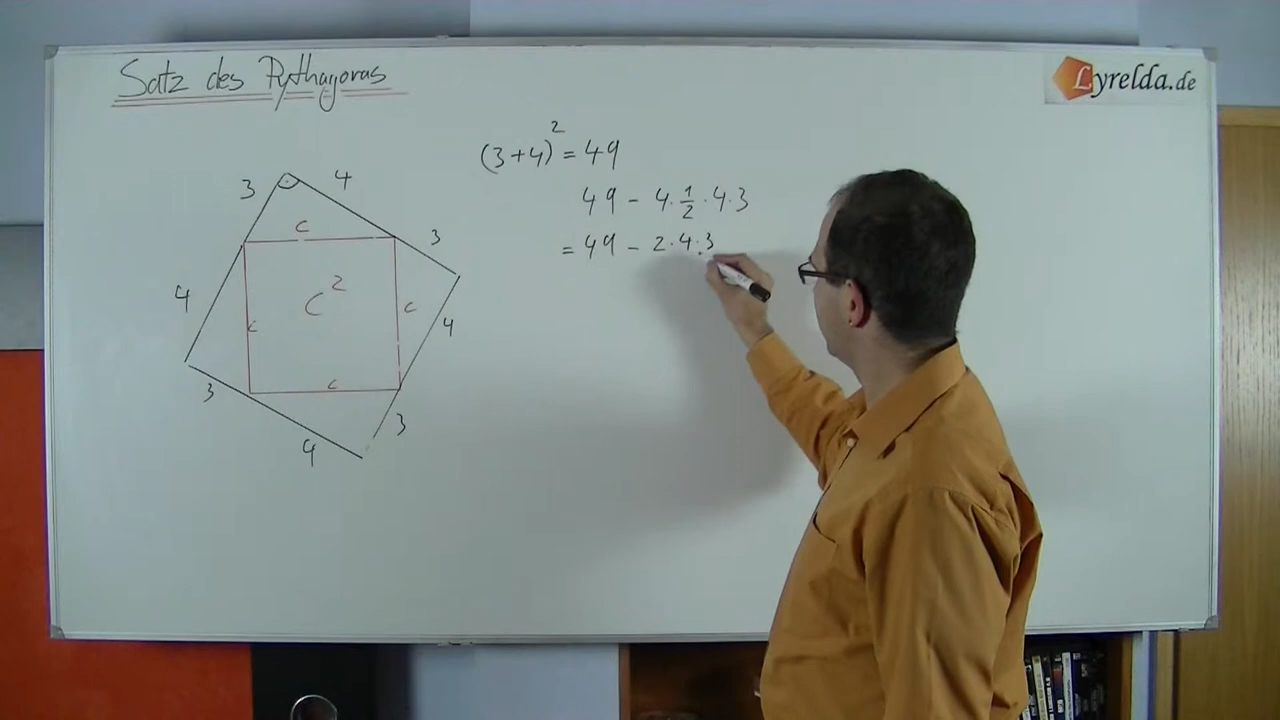 Satz des Pythagoras
Lyrelda.de
(3+4)² = 49
49 - 4·½·4·3
= 49 - 2·4·3
3
4
c
3
4
c²
c
c
4
c
3
3
4